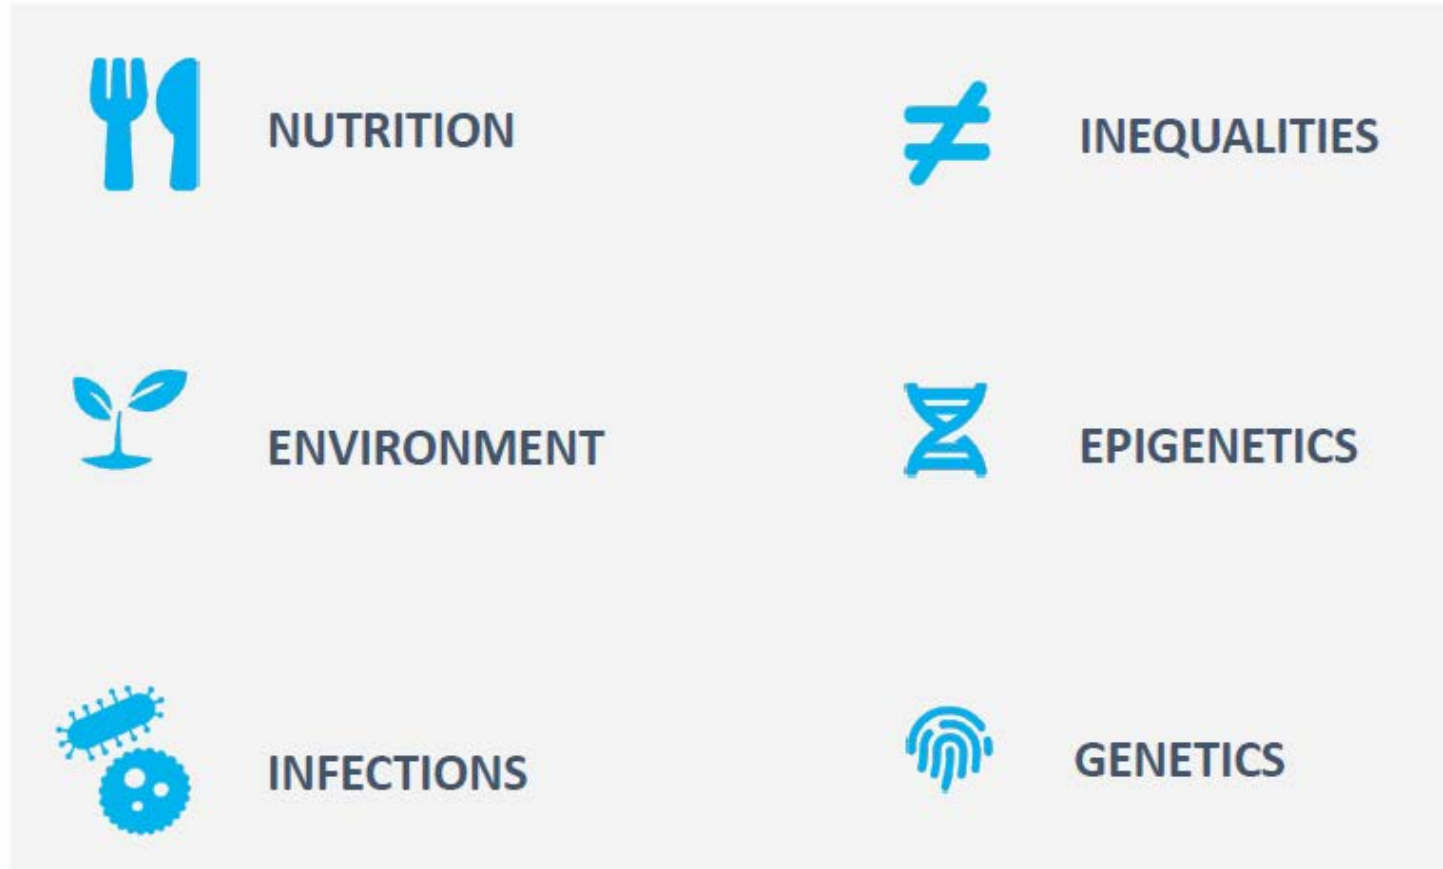 NUTRITION
INEQUALITIES
ENVIRONMENT
EPIGENETICS
INFECTIONS
GENETICS